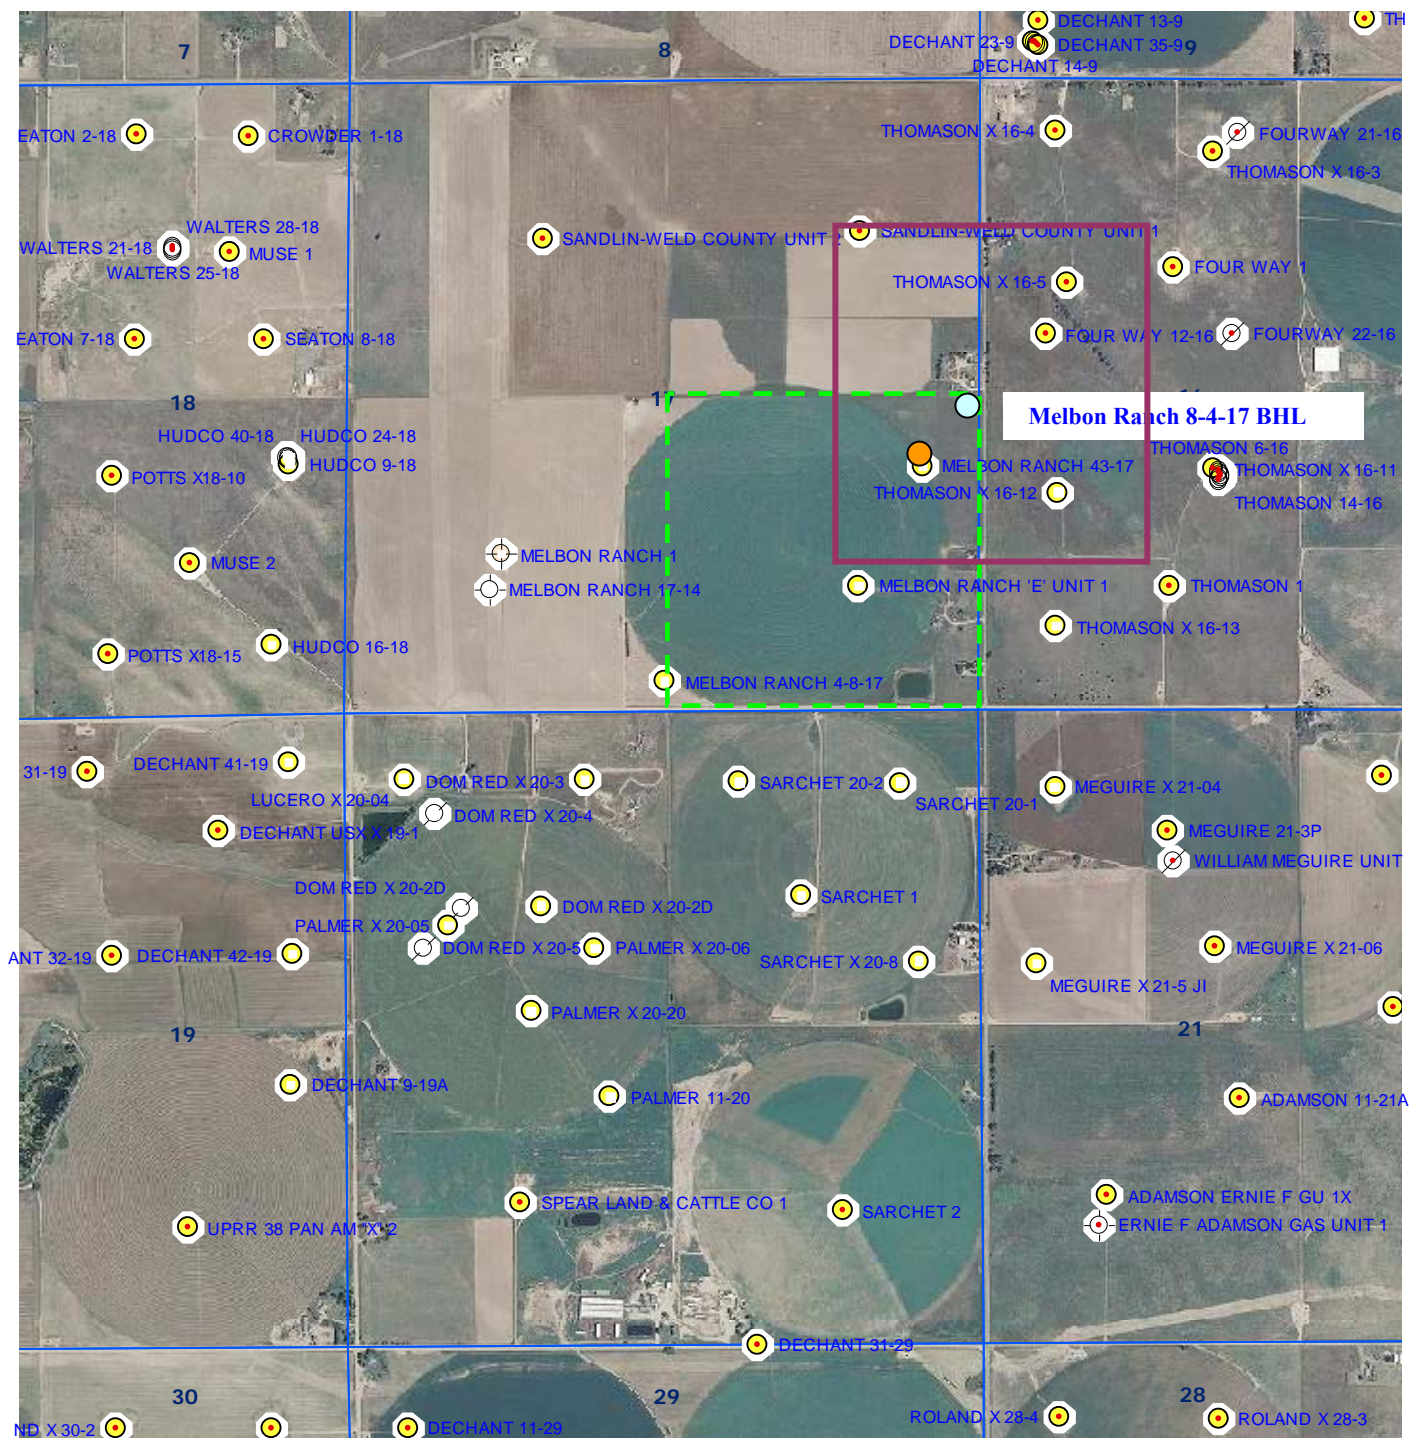 DECHANT 13-9
TH
7
8
DECHANT 23-9
DECHANT 35-9
9
DECHANT 14-9
EATON 2-18
CROWDER 1-18
THOMASON X 16-4
FOURWAY 21-16
THOMASON X 16-3
WALTERS 28-18
WALTERS 21-18
MUSE 1
WALTERS 25-18
SANDLIN-WELD COUNTY UNIT 2
SANDLIN-WELD COUNTY UNIT 1
FOUR WAY 1
THOMASON X 16-5
EATON 7-18
SEATON 8-18
FOUR WAY 12-16
FOURWAY 22-16
18
17
Melbon Ranch 8-4-17 BHL
HUDCO 40-18
HUDCO 24-18
HUDCO 9-18
THOMASON 6-16
MELBON RANCH 43-17
THOMASON X 16-11
POTTS X18-10
THOMASON X 16-12
THOMASON 14-16
MUSE 2
MELBON RANCH 1
MELBON RANCH 17-14
MELBON RANCH 'E' UNIT 1
THOMASON 1
THOMASON X 16-13
POTTS X18-15
HUDCO 16-18
MELBON RANCH 4-8-17
31-19
DECHANT 41-19
LUCERO X 20-04
DOM RED X 20-3
SARCHET 20-2
SARCHET 20-1
MEGUIRE X 21-04
DECHANT USX X 19-1
DOM RED X 20-4
MEGUIRE 21-3P
WILLIAM MEGUIRE UNIT
DOM RED X 20-2D
DOM RED X 20-2D
SARCHET 1
PALMER X 20-05
ANT 32-19
DECHANT 42-19
DOM RED X 20-5
PALMER X 20-06
SARCHET X 20-8
MEGUIRE X 21-06
MEGUIRE X 21-5 JI
PALMER X 20-20
19
21
DECHANT 9-19A
PALMER 11-20
ADAMSON 11-21A
UPRR 38 PAN AM 'X' 2
SPEAR LAND & CATTLE CO 1
SARCHET 2
ADAMSON ERNIE F GU 1X
ERNIE F ADAMSON GAS UNIT 1
DECHANT 31-29
30
29
28
ND X 30-2
DECHANT 11-29
ROLAND X 28-4
ROLAND X 28-3